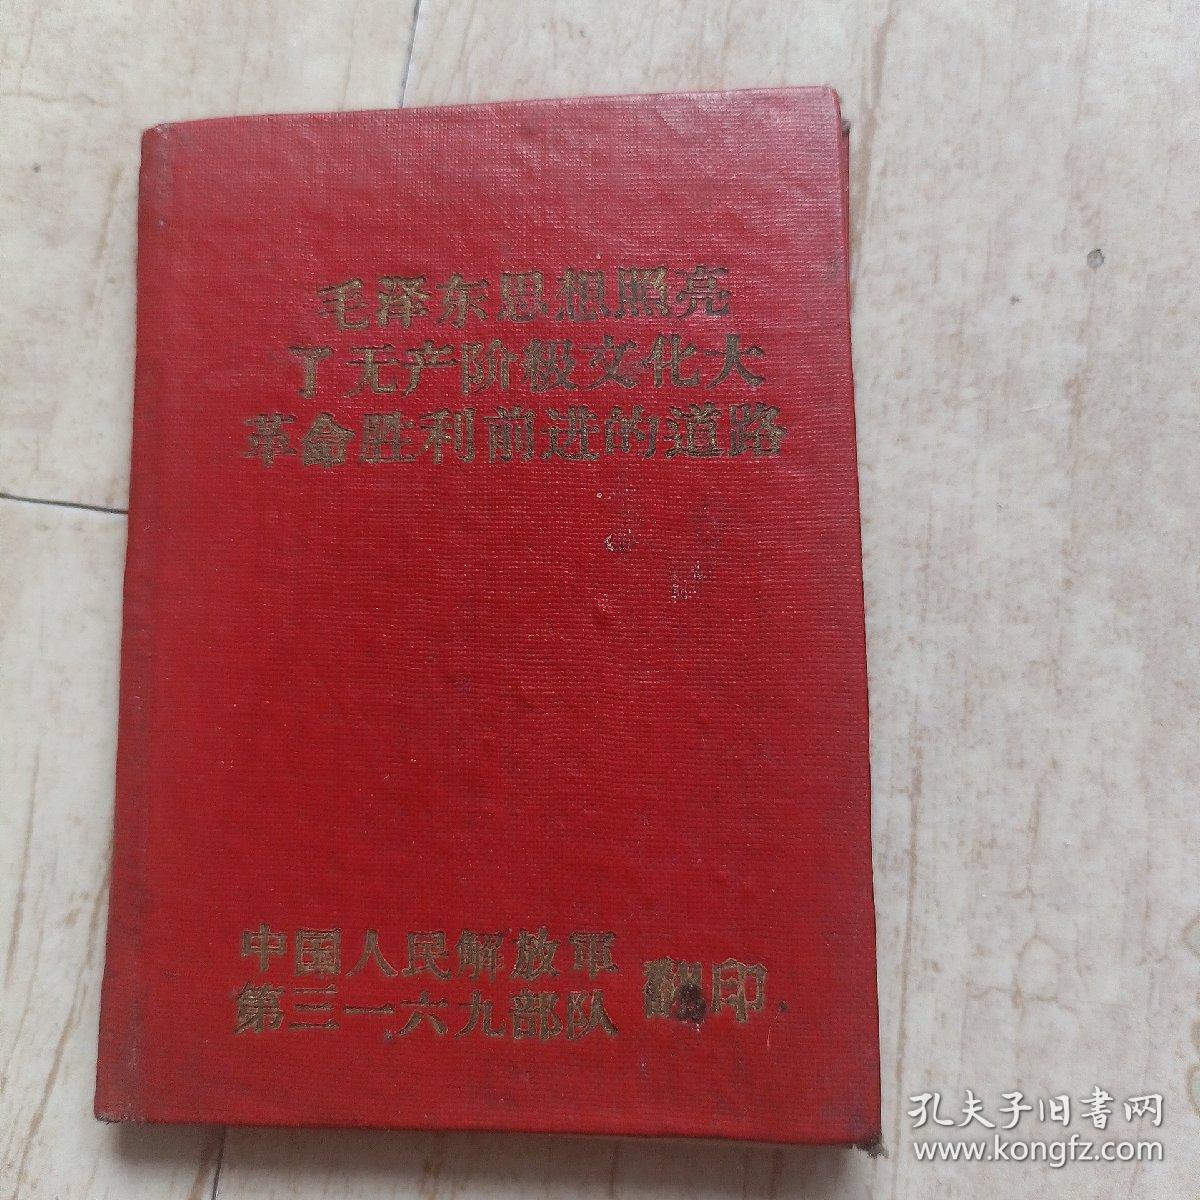 毛泽东思想照亮
了无产阶级文化大
革命胜利前进的道路
中国人民解放軍
第三一六九部队
翻印
孔夫子旧書网
www.kongfz.com